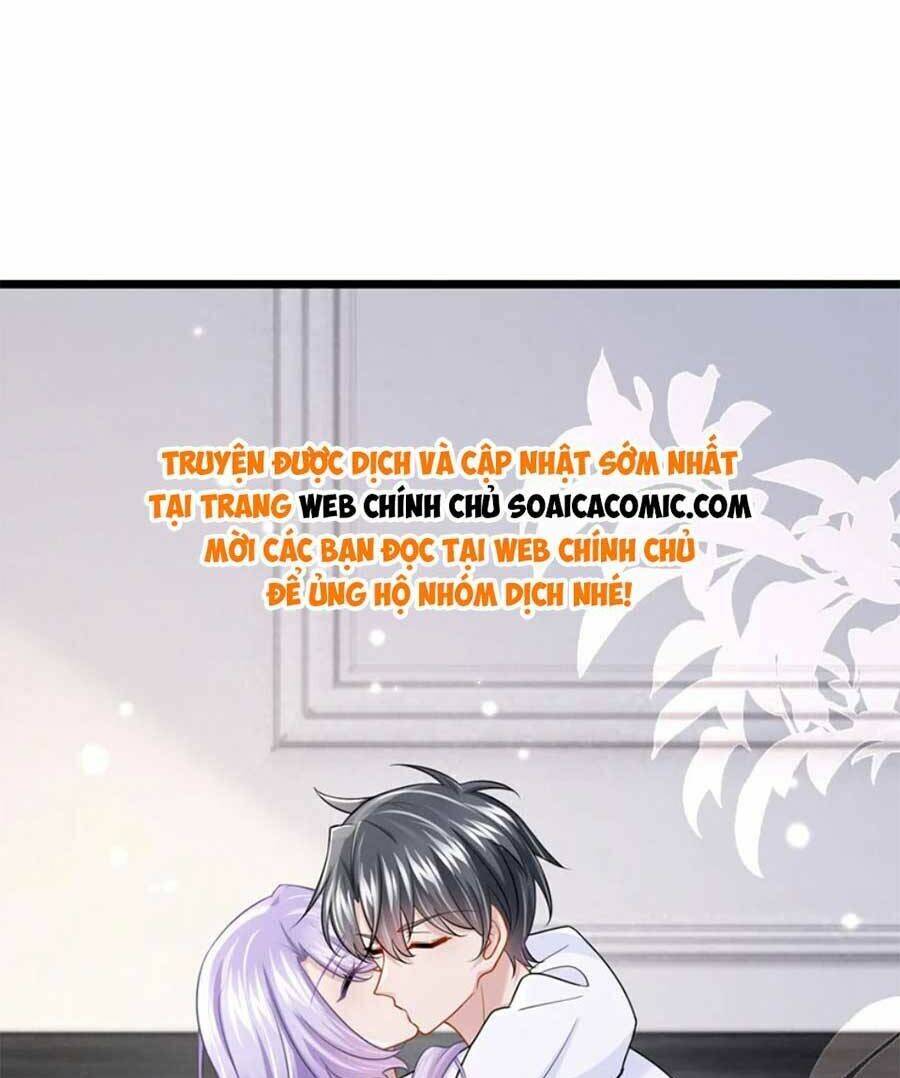 TRUYỆN ĐƯỢC DỊCH VÀ CẬP NHẬT SỚM NHẤT
TẠI TRANG WEB CHÍNH CHỦ SOAICACOMIC.COM
MỜI CÁC BẠN ĐỌC TẠI WEB CHÍNH CHỦ
ĐỂ ỦNG HỘ NHÓM DỊCH NHÉ!